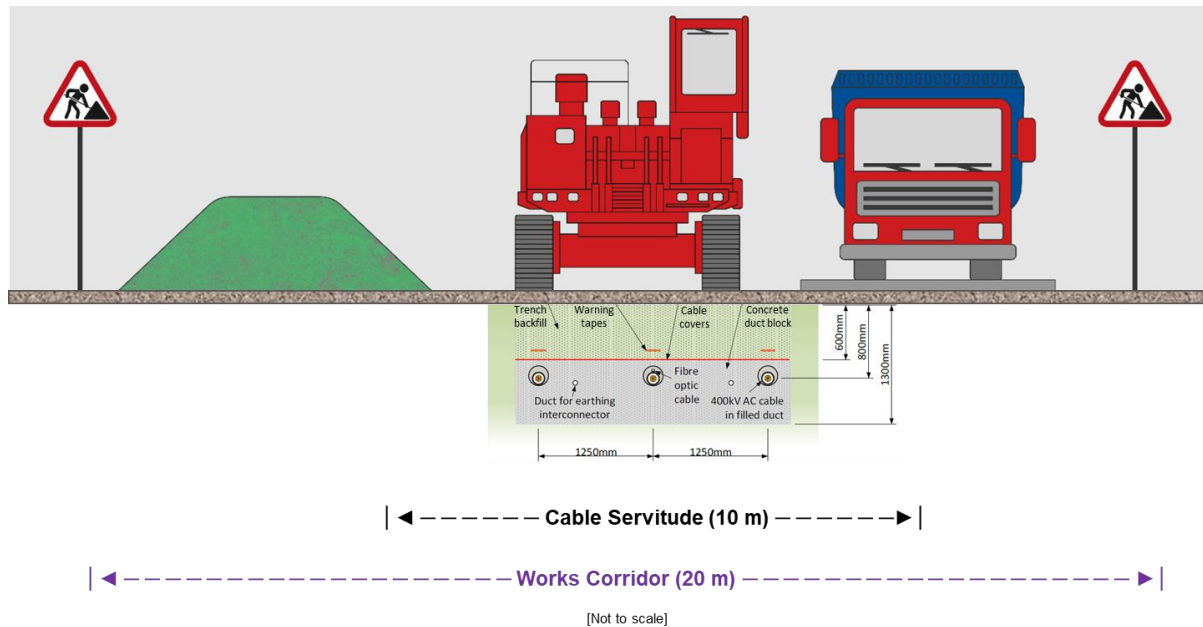 Trench
backfill
Warning
tapes
Cable
covers
Concrete
duct block
600mm
800mm
1300mm
Fibre
optic
cable
Duct for earthing
interconnector
400kV AC cable
in filled duct
1250mm
1250mm
Cable Servitude (10 m)
Works Corridor (20 m)
[Not to scale]